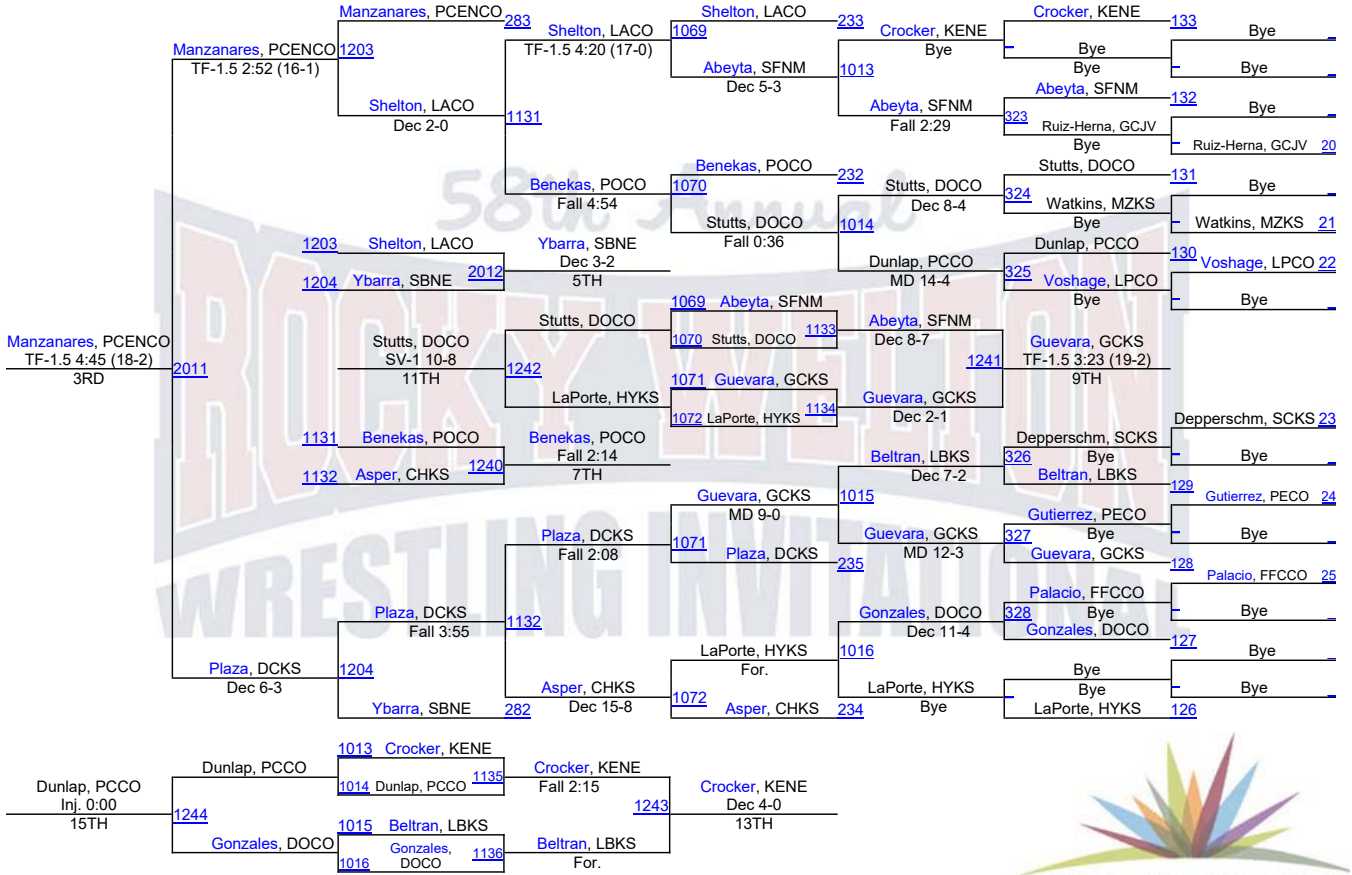 Manzanares, PCENCO
283
Shelton, LACO
233
Crocker, KENE
133
Bye
Manzanares, PCENCO
TF-1.5 2:52 (16-1)
1203
Shelton, LACO
TF-1.5 4:20 (17-0)
1069
Crocker, KENE
Bye
Bye
Bye
Bye
Abeyta, SFNM
Dec 5-3
1013
Shelton, LACO
Dec 2-0
1131
Abeyta, SFNM
Fall 2:29
Abeyta, SFNM
132
Bye
323
Ruiz-Herna, GCJV
Bye
Ruiz-Herna, GCJV 20
58th Annual
Benekas, POCO
Fall 4:54
1070
Benekas, POCO
232
Stutts, DOCO
Dec 8-4
Stutts, DOCO
131
Bye
324
Watkins, MZKS
Bye
Watkins, MZKS 21
Stutts, DOCO
Fall 0:36
1014
1203 Shelton, LACO
1204 Ybarra, SBNE
2012
Ybarra, SBNE
Dec 3-2
5TH
Dunlap, PCCO
MD 14-4
Dunlap, PCCO
130
Voshage, LPCO 22
325
Voshage, LPCO
Bye
Bye
Manzanares, PCENCO
TF-1.5 4:45 (18-2)
3RD
2011
ROCKY WELTON
Stutts, DOCO
SV-1 10-8
11TH
1242
Stutts, DOCO
1069 Abeyta, SFNM
1070 Stutts, DOCO
1133
Abeyta, SFNM
Dec 8-7
1241
Guevara, GCKS
TF-1.5 3:23 (19-2)
9TH
LaPorte, HYKS
1071 Guevara, GCKS
1072 LaPorte, HYKS
1134
Guevara, GCKS
Dec 2-1
1131 Benekas, POCO
1132 Asper, CHKS
1240
Benekas, POCO
Fall 2:14
7TH
Depperschm, SCKS 23
Beltran, LBKS
Dec 7-2
Depperschm, SCKS
Bye
326
Bye
Beltran, LBKS
129
Guevara, GCKS
MD 9-0
1015
Gutierrez, PECO 24
Guevara, GCKS
MD 12-3
Gutierrez, PECO
Bye
327
Bye
Guevara, GCKS
128
Plaza, DCKS
Fall 2:08
1071
Plaza, DCKS
235
WRESTLING INVITATIONAL
Palacio, FFCCO 25
Plaza, DCKS
Fall 3:55
1132
Gonzales, DOCO
Dec 11-4
Palacio, FFCCO
Bye
328
Bye
Gonzales, DOCO
127
LaPorte, HYKS
For.
1016
Bye
Plaza, DCKS
Dec 6-3
1204
Asper, CHKS
Dec 15-8
1072
LaPorte, HYKS
Bye
Bye
Bye
Bye
Ybarra, SBNE
282
Asper, CHKS
234
LaPorte, HYKS
126
Dunlap, PCCO
Inj. 0:00
15TH
1244
Dunlap, PCCO
1013 Crocker, KENE
1014 Dunlap, PCCO
1135
Crocker, KENE
Fall 2:15
1243
Crocker, KENE
Dec 4-0
13TH
Gonzales, DOCO
1015 Beltran, LBKS
1016
Gonzales,
DOCO
1136
Beltran, LBKS
For.